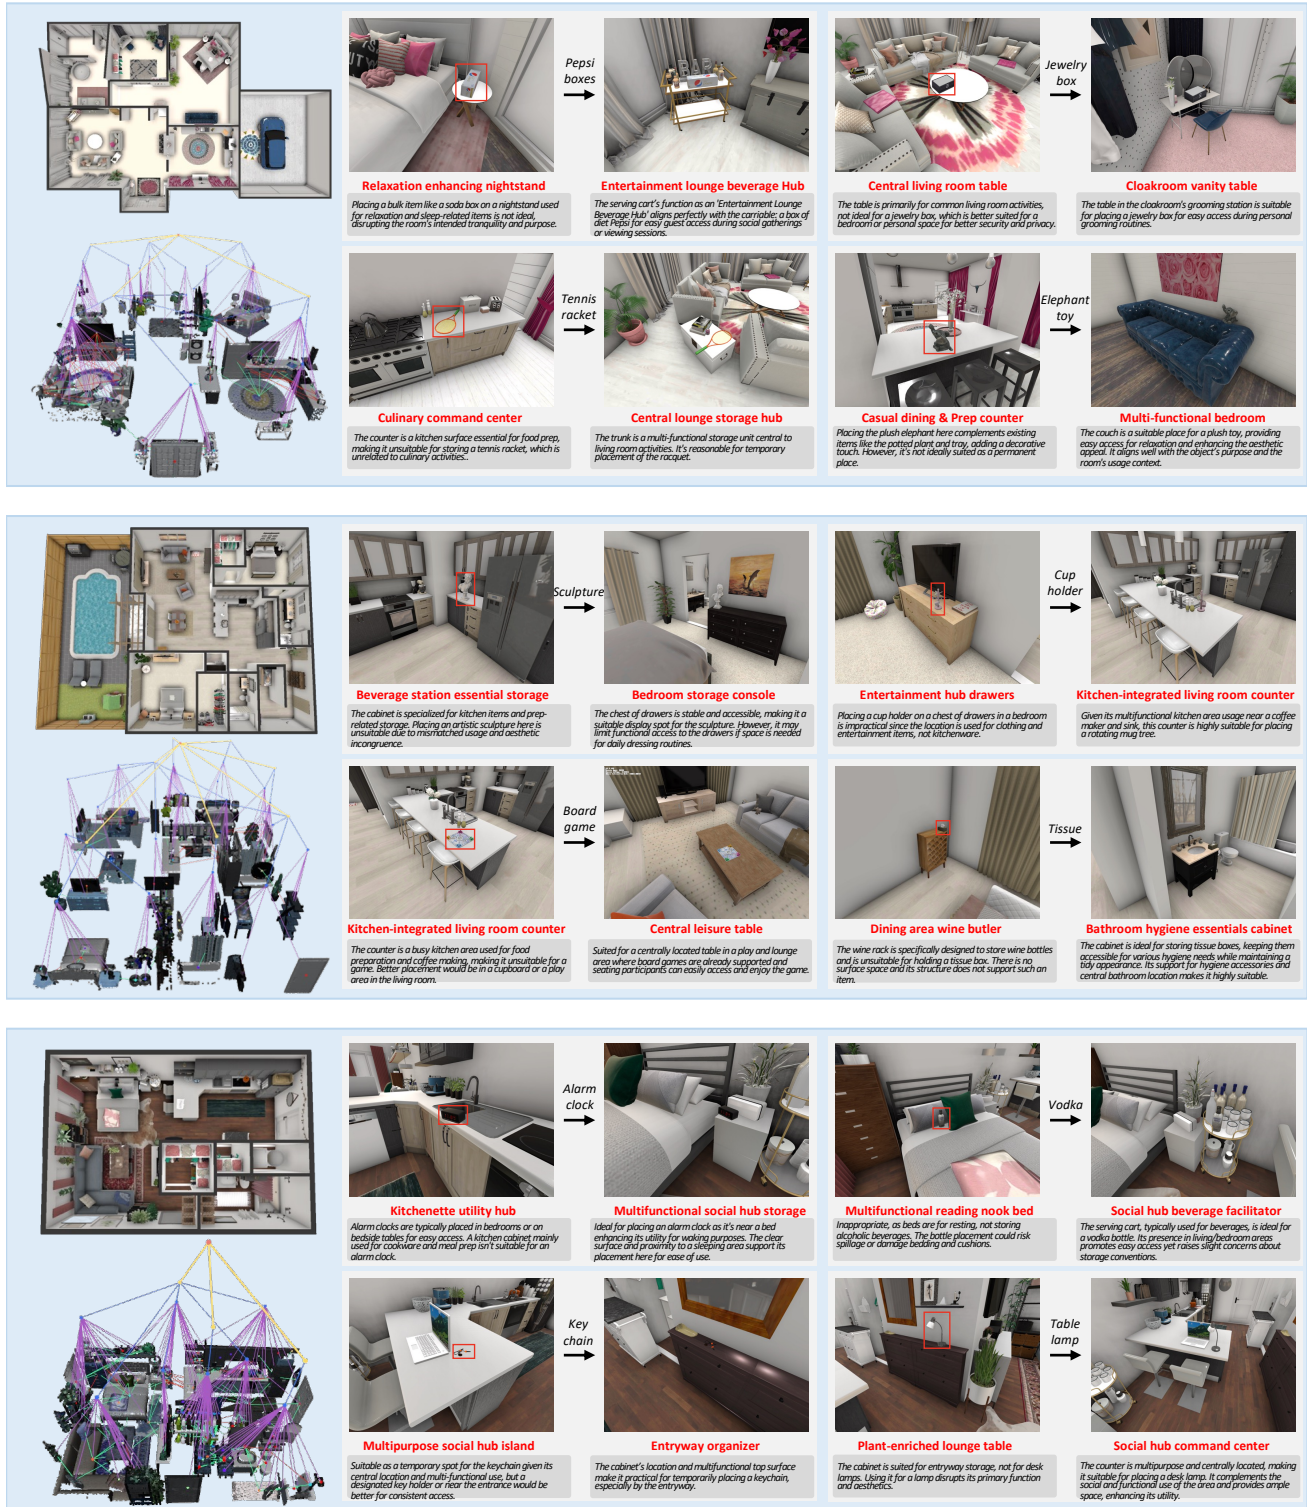 Pepsi
boxes
Relaxation enhancing nightstand
Placing a bulk item like a soda box on a nightstand used
for relaxation and sleep-related items is not ideal,
disrupting the room's intended tranquility and purpose.
Entertainment lounge beverage Hub
The serving cart's function as an 'Entertainment Lounge
Beverage Hub' aligns perfectly with the carriable: a box of
diet Pepsi for easy guest access during social gatherings
or viewing sessions.
Jewelry
box
Central living room table
The table is primarily for common living room activities,
not ideal for a jewelry box, which is better suited for a
bedroom or personal space for better security and privacy.
Cloakroom vanity table
The table in the cloakroom's grooming station is suitable
for placing a jewelry box for easy access during personal
grooming routines.
Tennis
racket
Culinary command center
The counter is a kitchen surface essential for food prep,
making it unsuitable for storing a tennis racket, which is
unrelated to culinary activities..
Central lounge storage hub
The trunk is a multi-functional storage unit central to
living room activities. It's reasonable for temporary
placement of the racquet.
Elephant
toy
Casual dining & Prep counter
Placing the plush elephant here complements existing
items like the potted plant and tray, adding a decorative
touch. However, it's not ideally suited as a permanent
place.
Multi-functional bedroom
The couch is a suitable place for a plush toy, providing
easy access for relaxation and enhancing the aesthetic
appeal. It aligns well with the object's purpose and the
room's usage context.
Sculpture
Beverage station essential storage
The cabinet is specialized for kitchen items and prep-
related storage. Placing an artistic sculpture here is
unsuitable due to mismatched usage and aesthetic
incongruence.
Bedroom storage console
The chest of drawers is stable and accessible, making it a
suitable display spot for the sculpture. However, it may
limit functional access to the drawers if space is needed
for daily dressing routines.
Cup
holder
Entertainment hub drawers
Placing a cup holder on a chest of drawers in a bedroom
is impractical since the location is used for clothing and
entertainment items, not kitchenware.
Kitchen-integrated living room counter
Given its multifunctional kitchen area usage near a coffee
maker and sink, this counter is highly suitable for placing
a rotating mug tree.
Board
game
Kitchen-integrated living room counter
The counter is a busy kitchen area used for food
preparation and coffee making, making it unsuitable for a
game. Better placement would be in a cupboard or a play
area in the living room.
Central leisure table
Suited for a centrally located table in a play and lounge
area where board games are already supported and
seating participants can easily access and enjoy the game.
Tissue
Dining area wine butler
The wine rack is specifically designed to store wine bottles
and is unsuitable for holding a tissue box. There is no
surface space and its structure does not support such an
item.
Bathroom hygiene essentials cabinet
The cabinet is ideal for storing tissue boxes, keeping them
accessible for various hygiene needs while maintaining a
tidy appearance. Its support for hygiene accessories and
central bathroom location makes it highly suitable.
Alarm
clock
Kitchenette utility hub
Alarm clocks are typically placed in bedrooms or on
bedside tables for easy access. A kitchen cabinet mainly
used for cookware and meal prep isn't suitable for an
alarm clock.
Multifunctional social hub storage
Ideal for placing an alarm clock as it's near a bed
enhancing its utility for waking purposes. The clear
surface and proximity to a sleeping area support its
placement here for ease of use.
Vodka
Multifunctional reading nook bed
Inappropriate, as beds are for resting, not storing
alcoholic beverages. The bottle placement could risk
spillage or damage bedding and cushions.
Social hub beverage facilitator
The serving cart, typically used for beverages, is ideal for
a vodka bottle. Its presence in living/bedroom areas
promotes easy access yet raises slight concerns about
storage conventions.
Key
chain
Multipurpose social hub island
Suitable as a temporary spot for the keychain given its
central location and multi-functional use, but a
designated key holder or near the entrance would be
better for consistent access.
Entryway organizer
The cabinet's location and multifunctional top surface
make it practical for temporarily placing a keychain,
especially by the entryway.
Table
lamp
Plant-enriched lounge table
The cabinet is suited for entryway storage, not for desk
lamps. Using it for a lamp disrupts its primary function
and aesthetics.
Social hub command center
The counter is multipurpose and centrally located, making
it suitable for placing a desk lamp. It complements the
social and functional use of the area and provides ample
space, enhancing its utility.